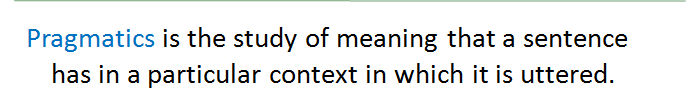 Pragmatics is the study of meaning that a sentence
has in a particular context in which it is uttered.